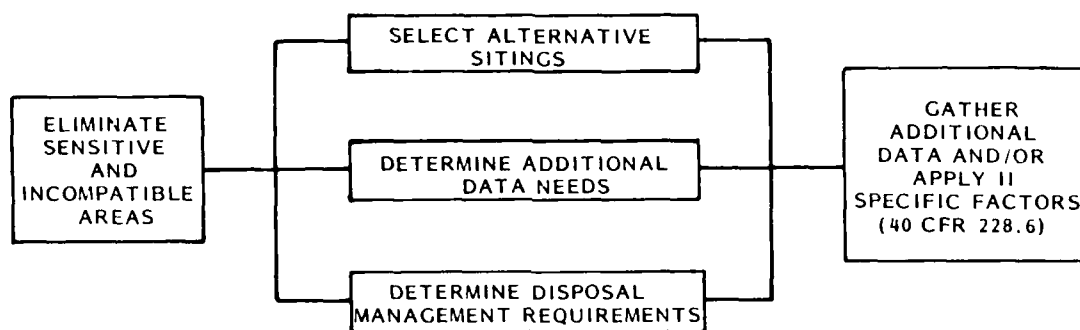 ELIMINATE
SENSITIVE
AND
INCOMPATIBLE
AREAS
SELECT ALTERNATIVE
SITINGS
DETERMINE ADDITIONAL
DATA NEEDS
DETERMINE DISPOSAL
MANAGEMENT REQUIREMENTS
GATHER
ADDITIONAL
DATA AND/OR
APPLY II
SPECIFIC FACTORS
(40 CFR 228.6)